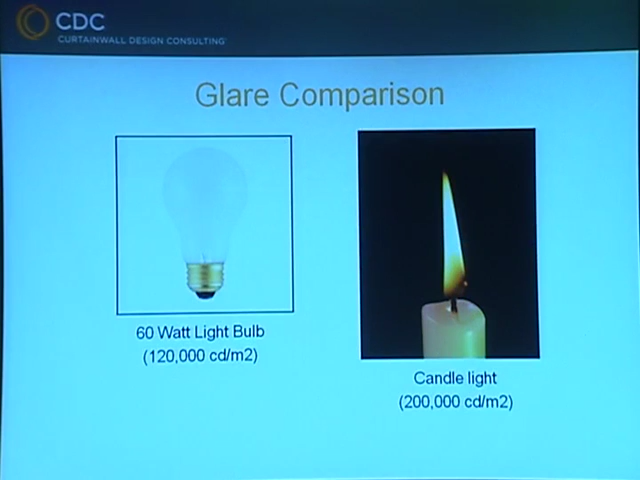 CDC
CURTAINWALL DESIGN CONSULTING
Glare Comparison
60 Watt Light Bulb
(120,000 cd/m2)
Candle light
(200,000 cd/m2)